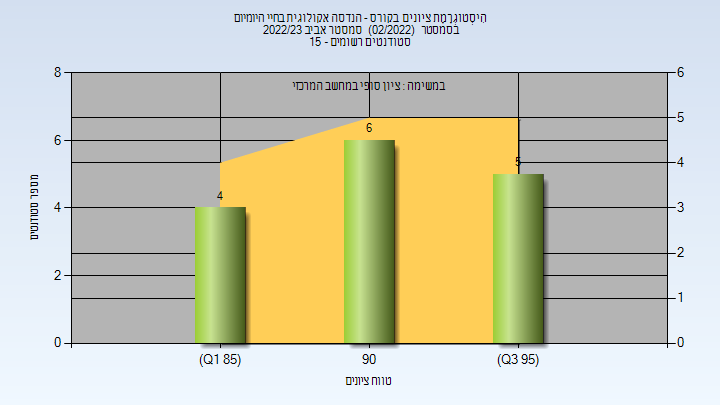 היסטוגרמת ציונים בקורס - הנדסה אקולוגית בחיי היומיום
בסמסטר (02/2022) סמסטר אביב 2022/23
סטודנטים רשומים - 15
במשימה : ציון סופי במחשב המרכזי
8
6
4
2
0
6
5
4
3
2
1
0
4
6
5
(Q1 85)
90
(Q3 95)
מספר סטודנטים
טווח ציונים